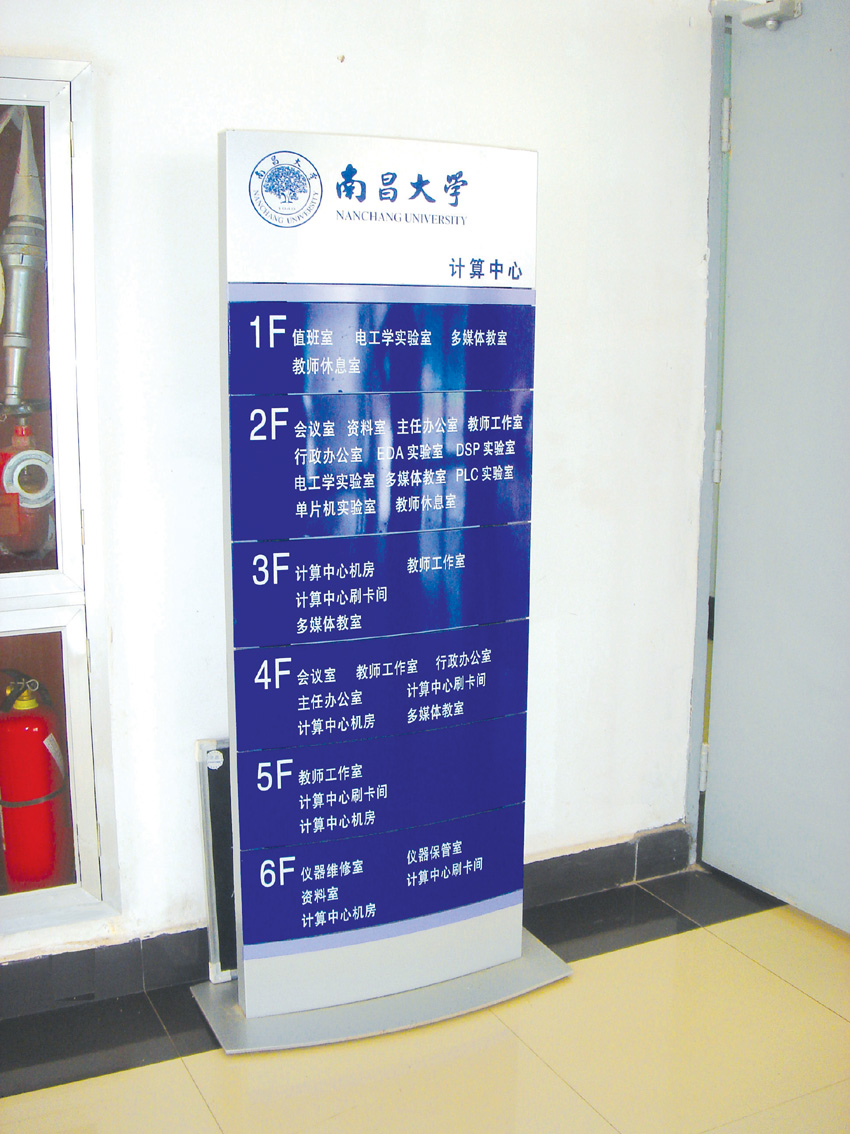 南昌大学
NANCHANG UNIVERSITY
南昌大学
NANCHANG UNIVERSITY
计算中心
1F 值班室 电工学实验室 多媒体教室
教师休息室
2F 会议室 资料室 主任办公室 教师工作室
行政办公室 EDA 实验室 DSP 实验室
电工学实验室 多媒体教室 PLC 实验室
单片机实验室 教师休息室
3F 计算中心机房 教师工作室
计算中心刷卡间
多媒体教室
4F 会议室 教师工作室 行政办公室
主任办公室 计算中心刷卡间
计算中心机房 多媒体教室
5F 教师工作室
计算中心刷卡间
计算中心机房
6F 仪器维修室 仪器保管室
资料室 计算中心刷卡间
计算中心机房